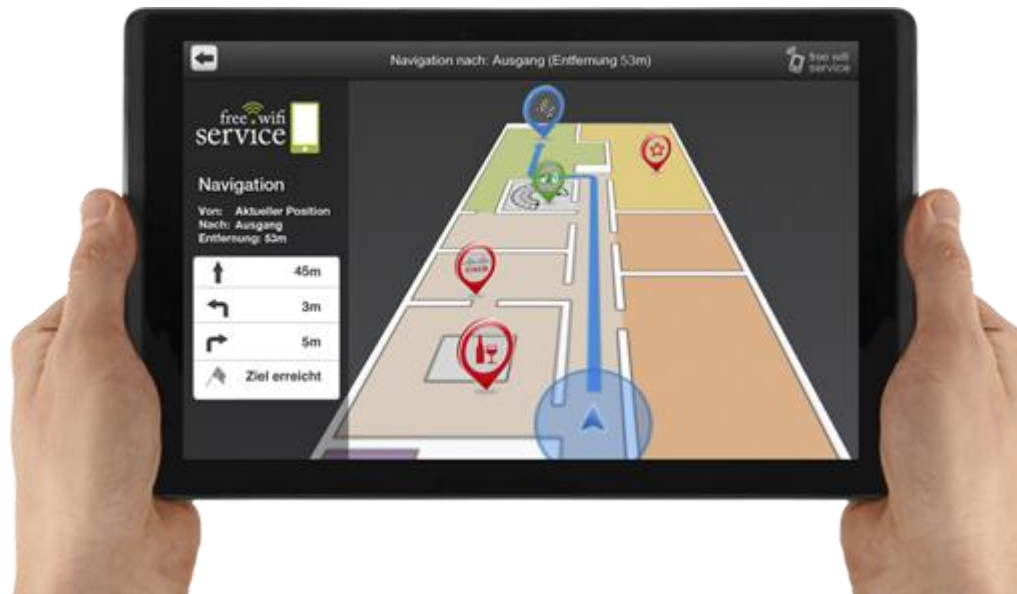 Navigation nach: Ausgang (Entfernung 53m)
free wifi
service
free wifi
service
Navigation
Von: Aktueller Position
Nach: Ausgang
Entfernung: 53m
45m
3m
5m
Ziel erreicht
CISCO